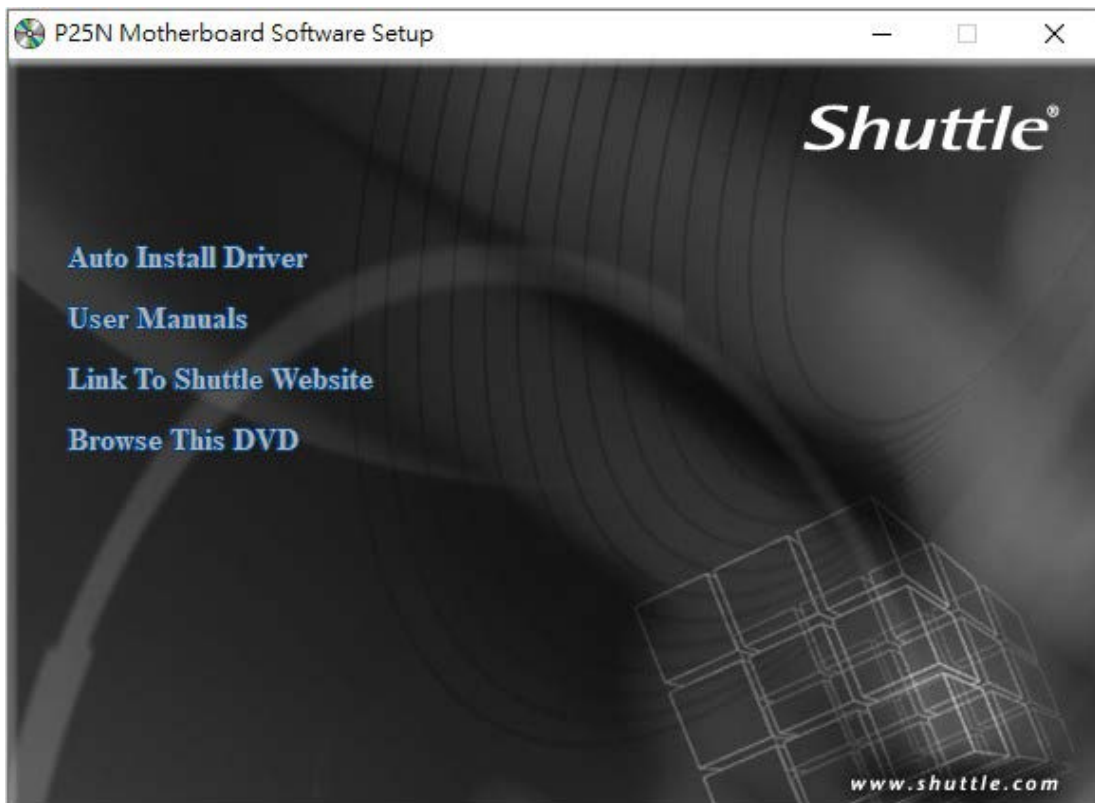 P25N Motherboard Software Setup
Shuttle®
Auto Install Driver
User Manuals
Link To Shuttle Website
Browse This DVD
www.shuttle.com